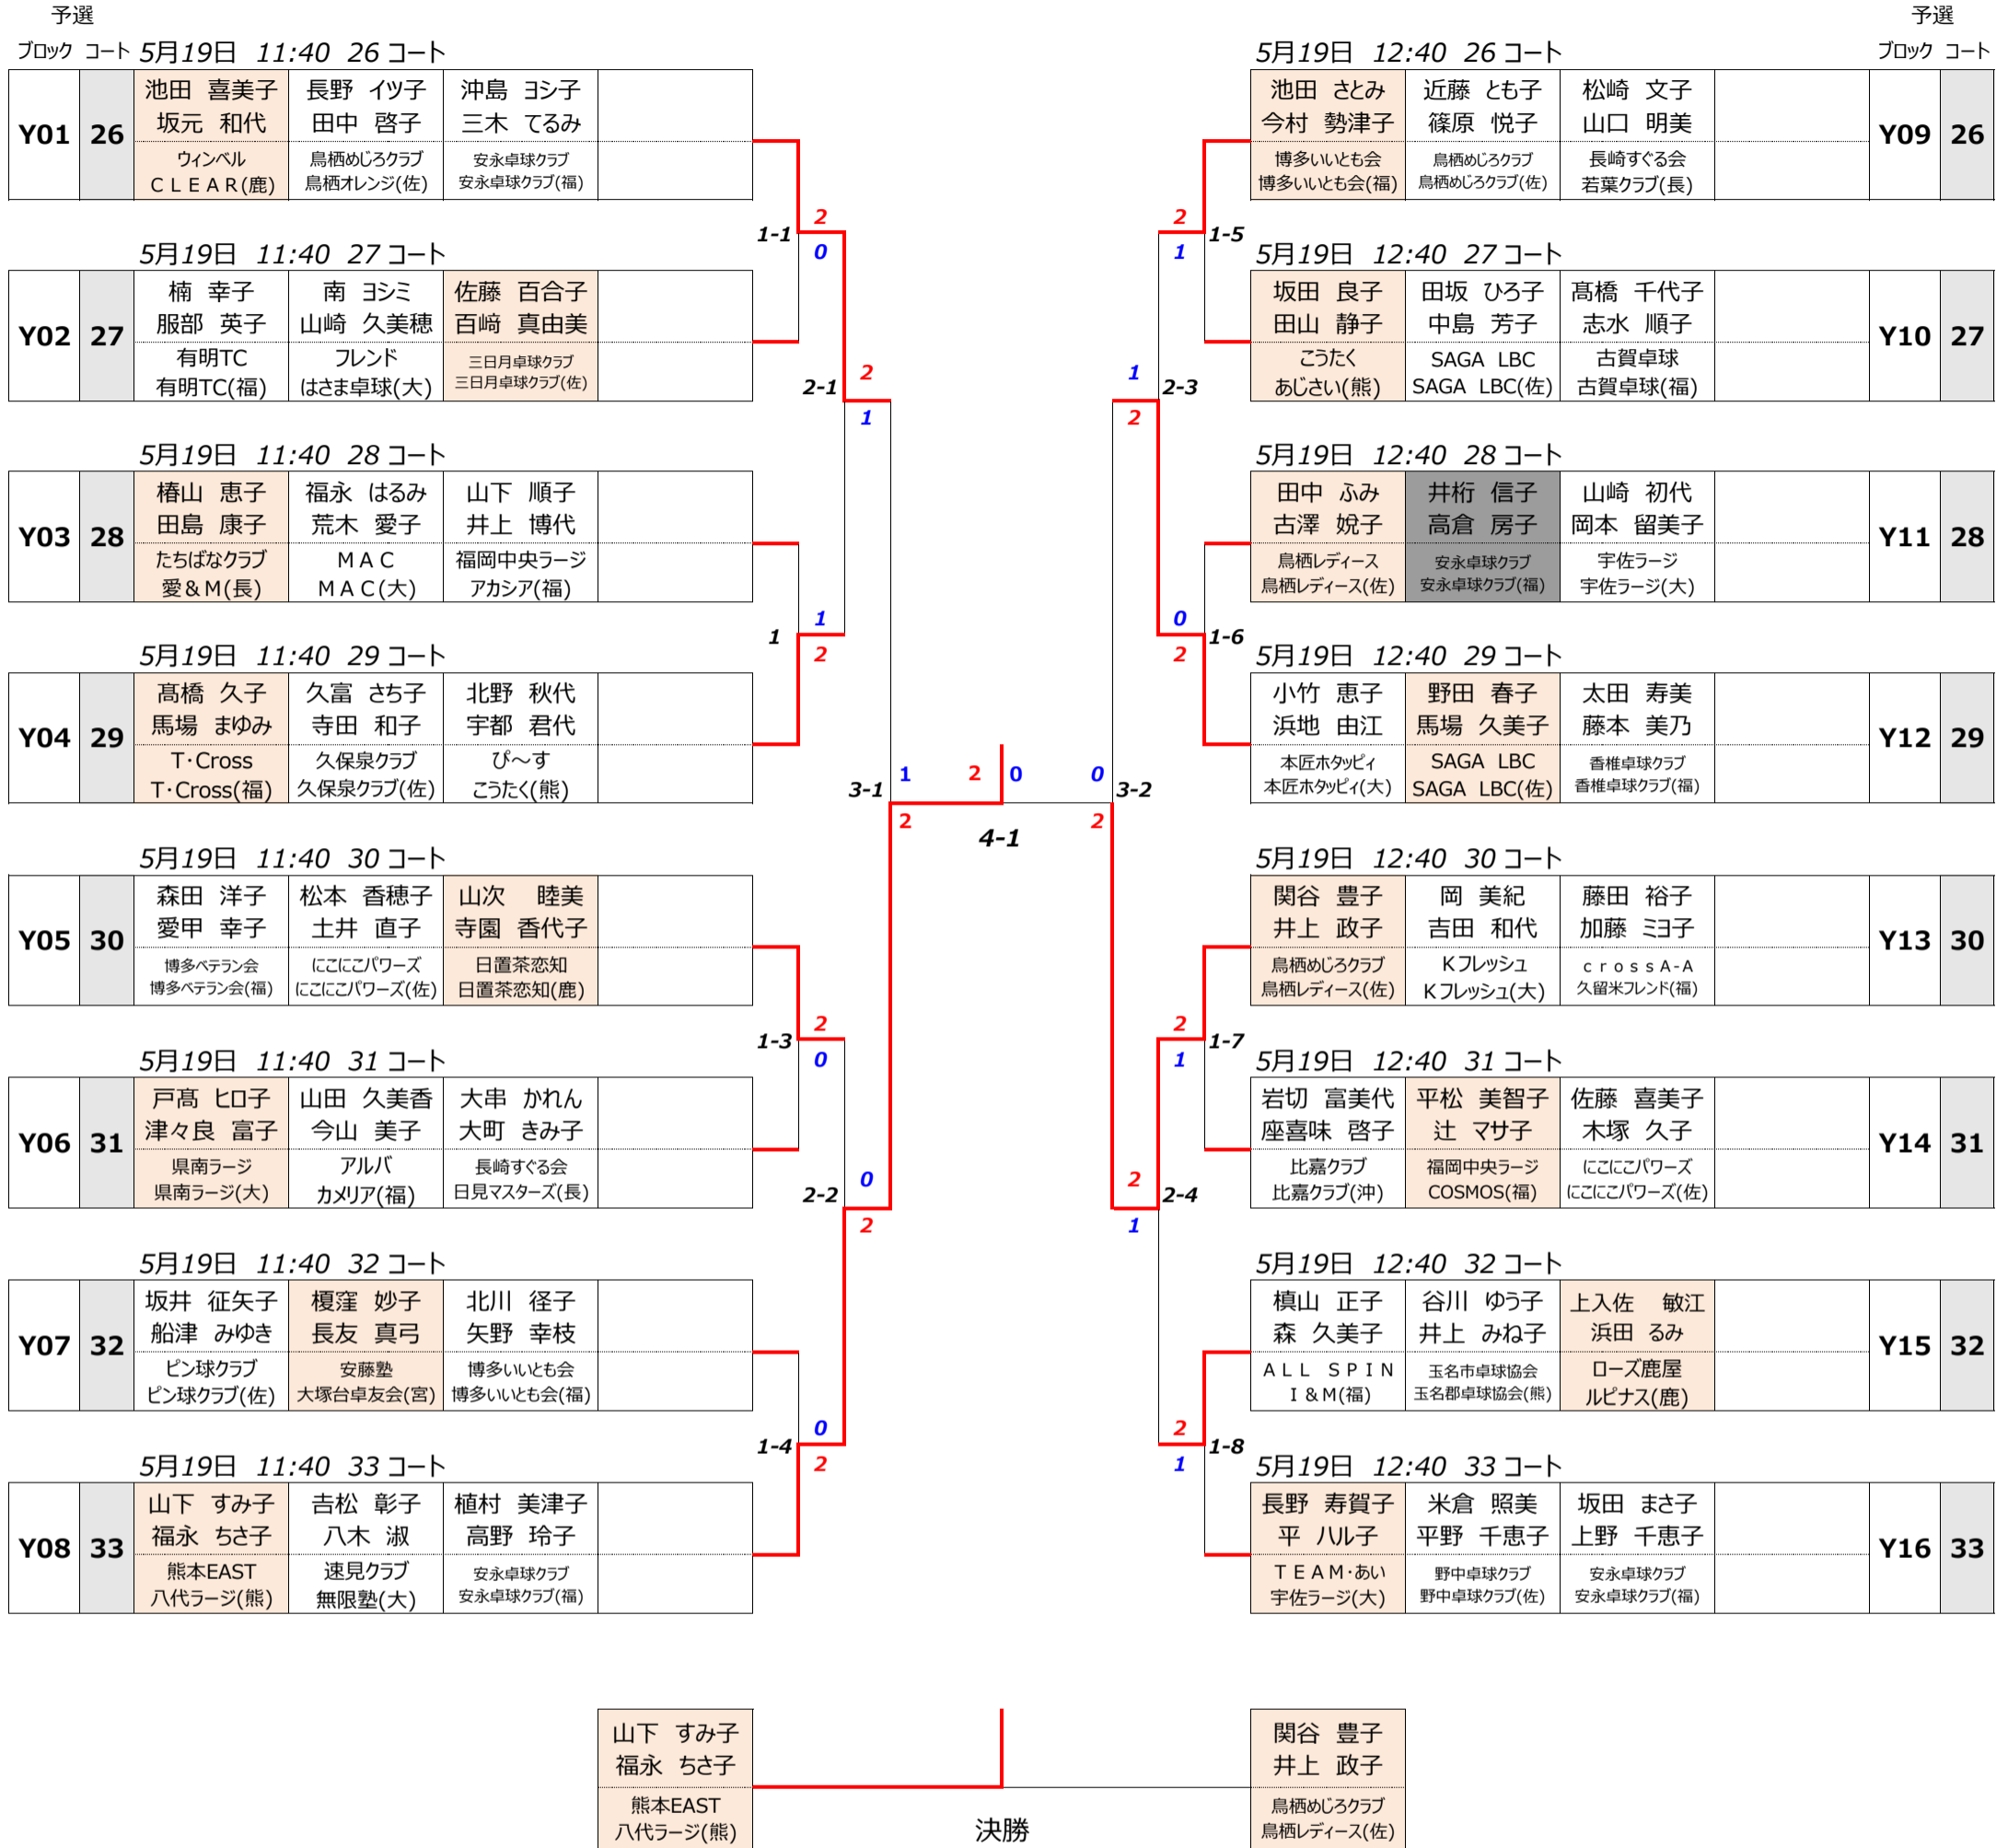 予選
ブロック コート 5月19日 11:40 26 コート
Y01 26
池田 喜美子 長野 イツ子 沖島 ヨシ子
坂元 和代 田中 啓子 三木 てるみ
ウィンベル 鳥栖めじろクラブ 安永卓球クラブ
ＣＬＥＡＲ(鹿) 鳥栖オレンジ(佐) 安永卓球クラブ(福)
5月19日 11:40 27 コート
Y02 27
楠 幸子 南 ヨシミ 佐藤 百合子
服部 英子 山崎 久美穂 百﨑 真由美
有明TC フレンド 三日月卓球クラブ
有明TC(福) はさま卓球(大) 三日月卓球クラブ(佐)
5月19日 11:40 28 コート
Y03 28
椿山 恵子 福永 はるみ 山下 順子
田島 康子 荒木 愛子 井上 博代
たちばなクラブ ＭＡＣ 福岡中央ラージ
愛＆Ｍ(長) ＭＡＣ(大) アカシア(福)
5月19日 11:40 29 コート
Y04 29
髙橋 久子 久富 さち子 北野 秋代
馬場 まゆみ 寺田 和子 宇都 君代
T・Cross 久保泉クラブ ぴ～す
T・Cross(福) 久保泉クラブ(佐) こうたく(熊)
5月19日 11:40 30 コート
Y05 30
森田 洋子 松本 香穂子 山次 睦美
愛甲 幸子 土井 直子 寺園 香代子
博多ベテラン会 にこにこパワーズ 日置茶恋知
博多ベテラン会(福) にこにこパワーズ(佐) 日置茶恋知(鹿)
5月19日 11:40 31 コート
Y06 31
戸髙 ヒロ子 山田 久美香 大串 かれん
津々良 富子 今山 美子 大町 きみ子
県南ラージ アルバ 長崎すぐる会
県南ラージ(大) カメリア(福) 日見マスターズ(長)
5月19日 11:40 32 コート
Y07 32
坂井 征矢子 榎窪 妙子 北川 径子
船津 みゆき 長友 真弓 矢野 幸枝
ピン球クラブ 安藤塾 博多いいとも会
ピン球クラブ(佐) 大塚台卓友会(宮) 博多いいとも会(福)
5月19日 11:40 33 コート
Y08 33
山下 すみ子 吉松 彰子 植村 美津子
福永 ちさ子 八木 淑 高野 玲子
熊本EAST 速見クラブ 安永卓球クラブ
八代ラージ(熊) 無限塾(大) 安永卓球クラブ(福)
1-1 2
0
2-1 2
1
1 1
2
3-1 1
2
1-3 2
0
2-2 0
2
1-4 0
2
2 0
4-1
予選
5月19日 12:40 26 コート ブロック コート
池田 さとみ 近藤 とも子 松崎 文子
今村 勢津子 篠原 悦子 山口 明美
博多いいとも会 鳥栖めじろクラブ 長崎すぐる会
博多いいとも会(福) 鳥栖めじろクラブ(佐) 若葉クラブ(長)
Y09 26
5月19日 12:40 27 コート
坂田 良子 田坂 ひろ子 髙橋 千代子
田山 静子 中島 芳子 志水 順子
こうたく SAGA LBC 古賀卓球
あじさい(熊) SAGA LBC(佐) 古賀卓球(福)
Y10 27
5月19日 12:40 28 コート
田中 ふみ 井桁 信子 山崎 初代
古澤 娧子 高倉 房子 岡本 留美子
鳥栖レディース 安永卓球クラブ 宇佐ラージ
鳥栖レディース(佐) 安永卓球クラブ(福) 宇佐ラージ(大)
Y11 28
5月19日 12:40 29 コート
小竹 恵子 野田 春子 太田 寿美
浜地 由江 馬場 久美子 藤本 美乃
本匠ホタッピィ SAGA LBC 香椎卓球クラブ
本匠ホタッピィ(大) SAGA LBC(佐) 香椎卓球クラブ(福)
Y12 29
5月19日 12:40 30 コート
関谷 豊子 岡 美紀 藤田 裕子
井上 政子 吉田 和代 加藤 ミヨ子
鳥栖めじろクラブ Ｋフレッシュ ｃｒｏｓｓＡ-Ａ
鳥栖レディース(佐) Ｋフレッシュ(大) 久留米フレンド(福)
Y13 30
5月19日 12:40 31 コート
岩切 富美代 平松 美智子 佐藤 喜美子
座喜味 啓子 辻 マサ子 木塚 久子
比嘉クラブ 福岡中央ラージ にこにこパワーズ
比嘉クラブ(沖) COSMOS(福) にこにこパワーズ(佐)
Y14 31
5月19日 12:40 32 コート
槙山 正子 谷川 ゆう子 上入佐 敏江
森 久美子 井上 みね子 浜田 るみ
ＡＬＬ ＳＰＩＮ 玉名市卓球協会 ローズ鹿屋
Ｉ＆Ｍ(福) 玉名郡卓球協会(熊) ルピナス(鹿)
Y15 32
5月19日 12:40 33 コート
長野 寿賀子 米倉 照美 坂田 まさ子
平 ハル子 平野 千恵子 上野 千恵子
ＴＥＡＭ・あい 野中卓球クラブ 安永卓球クラブ
宇佐ラージ(大) 野中卓球クラブ(佐) 安永卓球クラブ(福)
Y16 33
2 1-5
1
1 2-3
2
0 1-6
2
0 3-2
2
2 1-7
1
2 2-4
1
2 1-8
1
山下 すみ子 関谷 豊子
福永 ちさ子 井上 政子
熊本EAST 鳥栖めじろクラブ
八代ラージ(熊) 決勝 鳥栖レディース(佐)